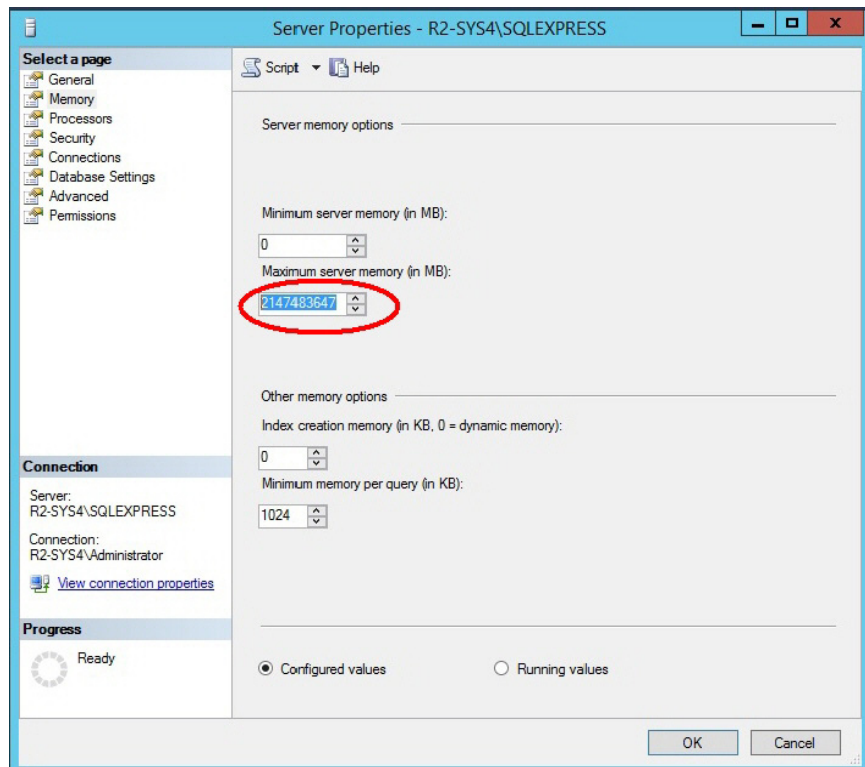 Server Properties - R2-SYS4\SQLEXPRESS
Select a page
General
Memory
Processors
Security
Connections
Database Settings
Advanced
Permissions
Script
Help
Server memory options
Minimum server memory (in MB):
0
Maximum server memory (in MB):
2147483647
Other memory options
Index creation memory (in KB, 0 = dynamic memory):
0
Minimum memory per query (in KB):
1024
Connection
Server:
R2-SYS4\SQLEXPRESS
Connection:
R2-SYS4\Administrator
View connection properties
Progress
Ready
Configured values
Running values
OK
Cancel